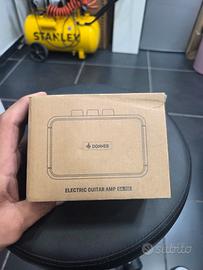 STANLEY
DONNER
ELECTRIC GUITAR AMP
subito